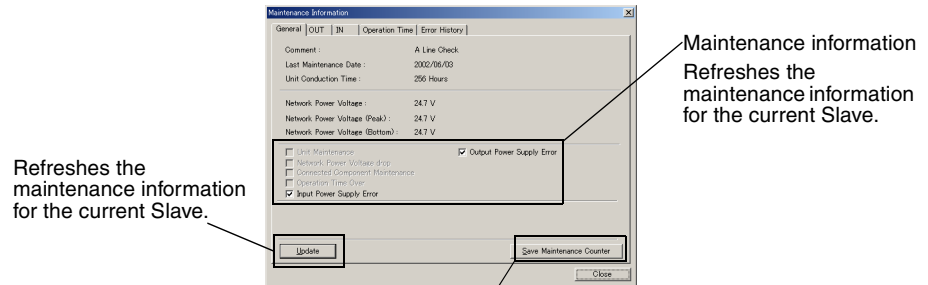 Maintenance Information
General OUT IN Operation Time Error History
Comment : A Line Check
Last Maintenance Date : 2002/06/03
Unit Conduction Time : 256 Hours
Network Power Voltage : 24.7 V
Network Power Voltage (Peak) : 24.7 V
Network Power Voltage (Bottom) : 24.7 V
Unit Maintenance Output Power Supply Error
Network Power Voltage drop
Connected Component Maintenance
Operation Time Over
Input Power Supply Error
Update Save Maintenance Counter
Close
Maintenance information
Refreshes the
maintenance information
for the current Slave.
Refreshes the
maintenance information
for the current Slave.